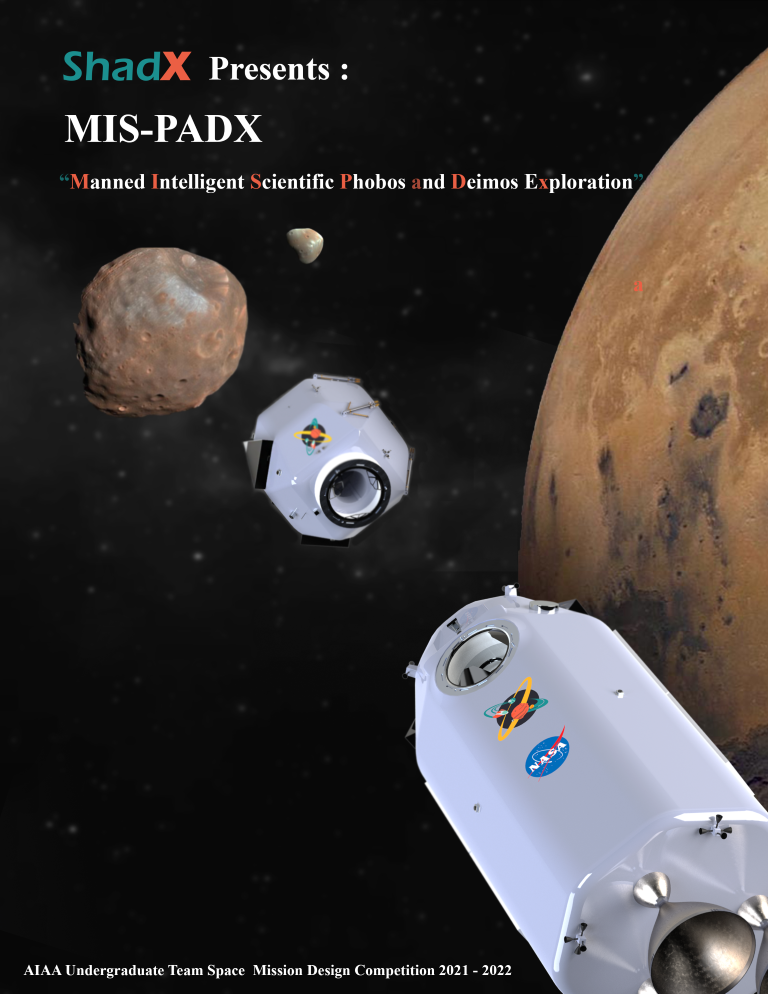 ShadX Presents :
MIS-PADX
“Manned Intelligent Scientific Phobos and Deimos Exploration”
NASA
AIAA Undergraduate Team Space Mission Design Competition 2021 - 2022